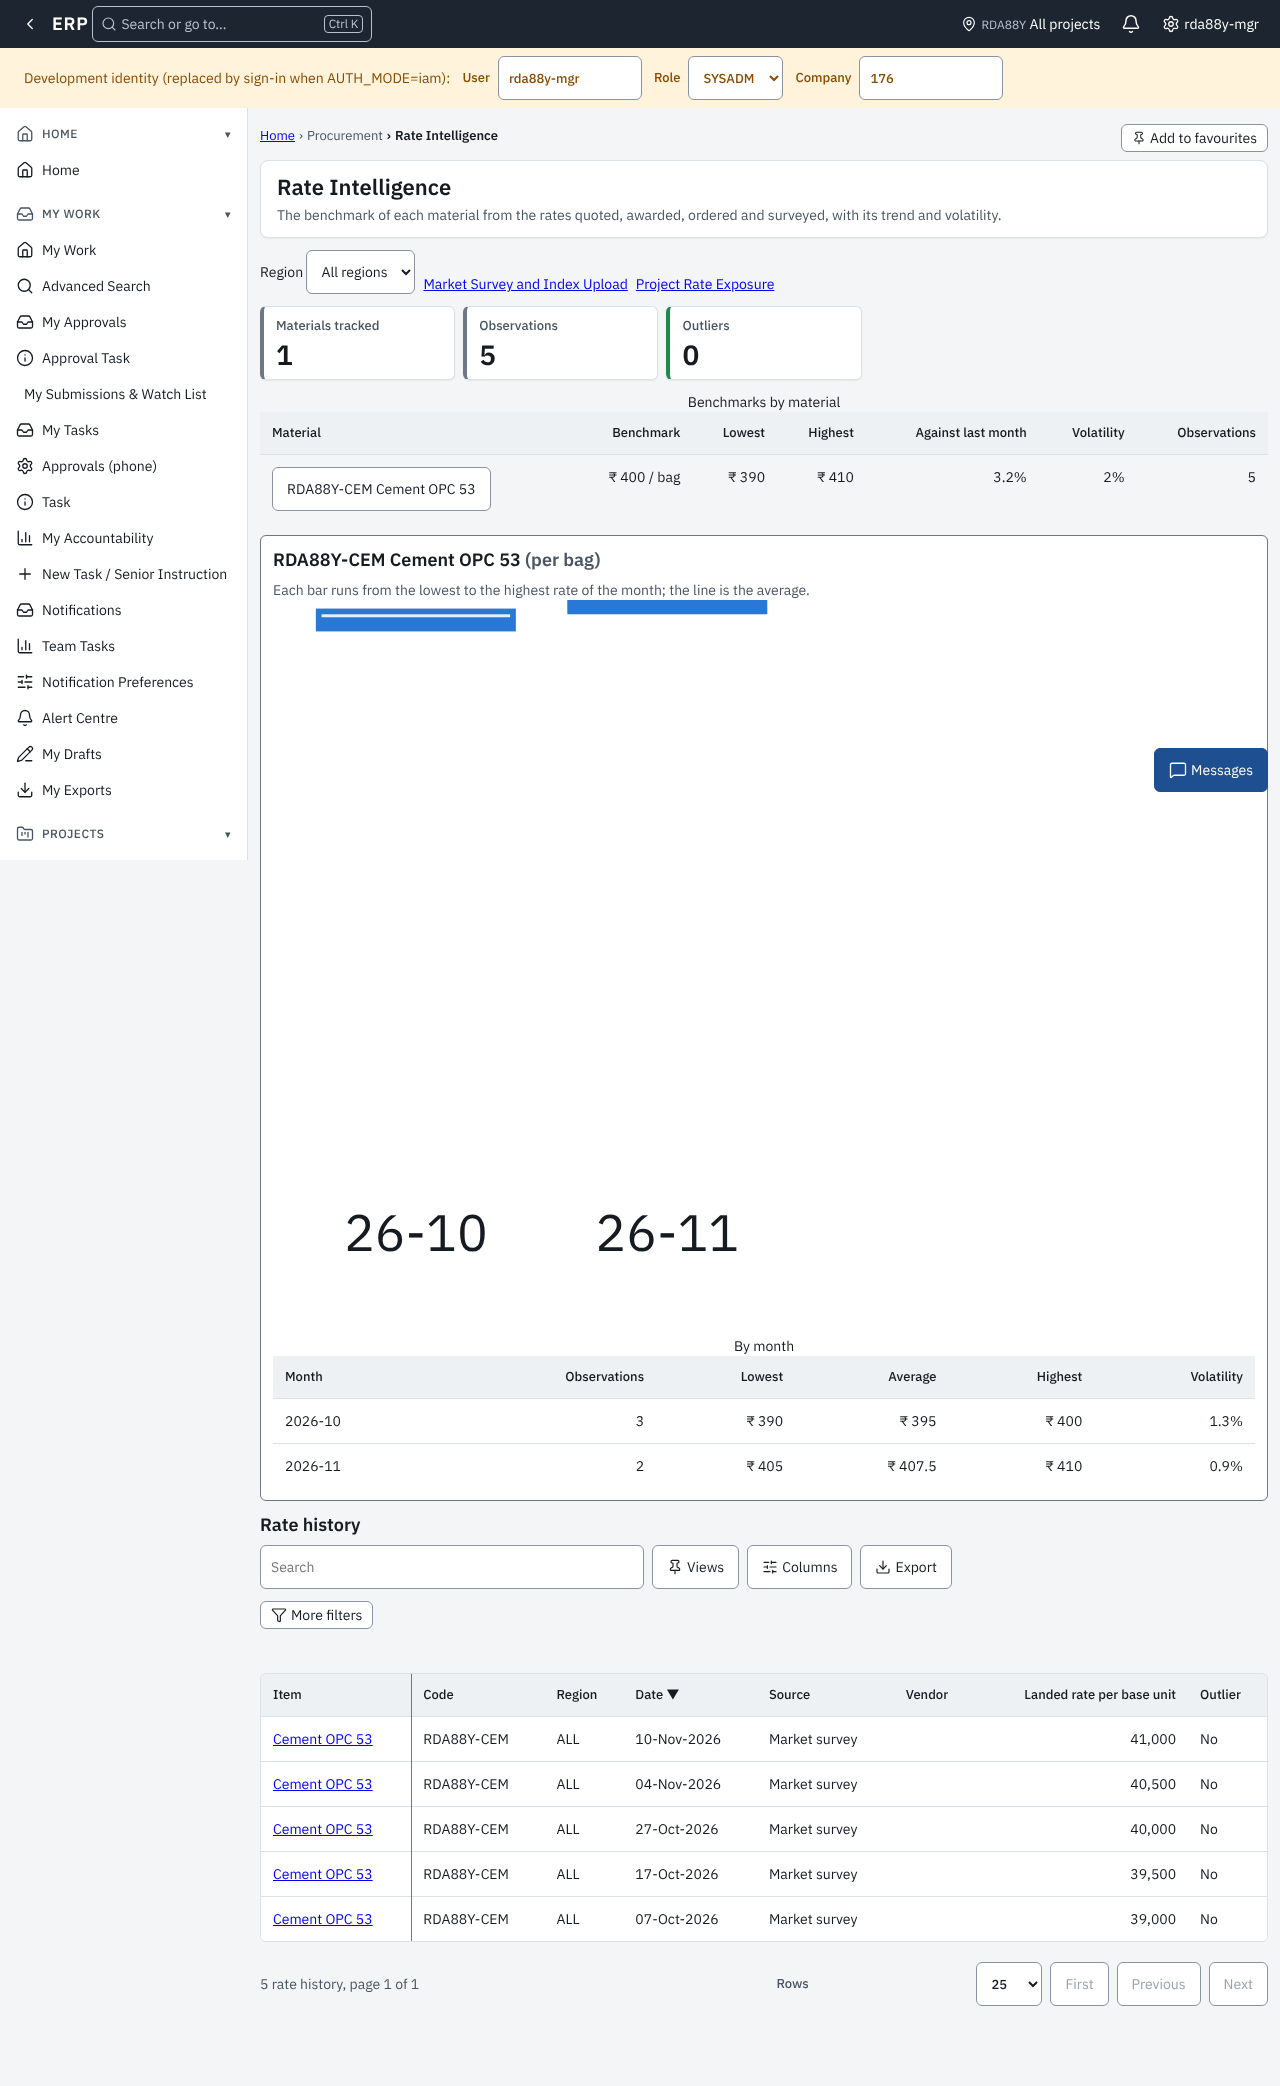 ERP Search or go to... Ctrl K RDA88Y All projects rda88y-mgr
Development identity (replaced by sign-in when AUTH_MODE=iam): User rda88y-mgr Role SYSADM Company 176
HOME ▾
Home
MY WORK ▾
My Work
Advanced Search
My Approvals
Approval Task
My Submissions & Watch List
My Tasks
Approvals (phone)
Task
My Accountability
New Task / Senior Instruction
Notifications
Team Tasks
Notification Preferences
Alert Centre
My Drafts
My Exports
PROJECTS ▾
Home › Procurement › Rate Intelligence
Add to favourites
Rate Intelligence
The benchmark of each material from the rates quoted, awarded, ordered and surveyed, with its trend and volatility.
Region All regions Market Survey and Index Upload Project Rate Exposure
Materials tracked
1
Observations
5
Outliers
0
Benchmarks by material
Material Benchmark Lowest Highest Against last month Volatility Observations
RDA88Y-CEM Cement OPC 53 ₹ 400 / bag ₹ 390 ₹ 410 3.2% 2% 5
RDA88Y-CEM Cement OPC 53 (per bag)
Each bar runs from the lowest to the highest rate of the month; the line is the average.
Messages
26-10 26-11
By month
Month Observations Lowest Average Highest Volatility
2026-10 3 ₹ 390 ₹ 395 ₹ 400 1.3%
2026-11 2 ₹ 405 ₹ 407.5 ₹ 410 0.9%
Rate history
Search Views Columns Export
More filters
Item Code Region Date ▼ Source Vendor Landed rate per base unit Outlier
Cement OPC 53 RDA88Y-CEM ALL 10-Nov-2026 Market survey 41,000 No
Cement OPC 53 RDA88Y-CEM ALL 04-Nov-2026 Market survey 40,500 No
Cement OPC 53 RDA88Y-CEM ALL 27-Oct-2026 Market survey 40,000 No
Cement OPC 53 RDA88Y-CEM ALL 17-Oct-2026 Market survey 39,500 No
Cement OPC 53 RDA88Y-CEM ALL 07-Oct-2026 Market survey 39,000 No
5 rate history, page 1 of 1 Rows 25 First Previous Next